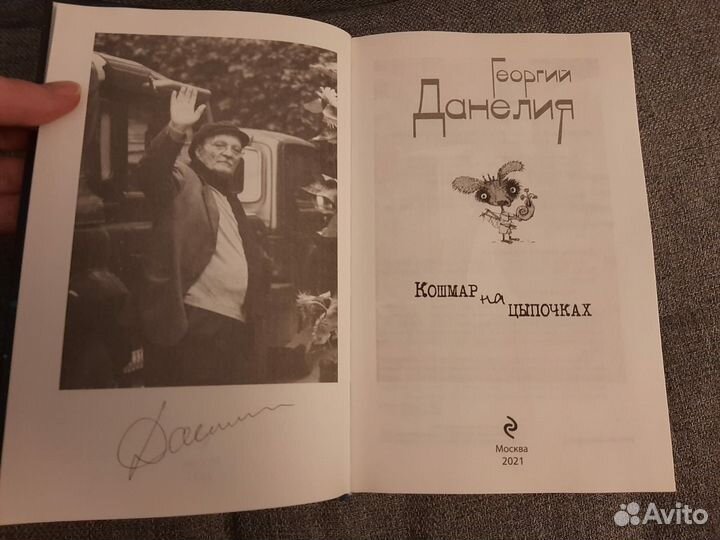 Георгий
Данелия
Кошмар на цыпочках
Москва
2021
Avito